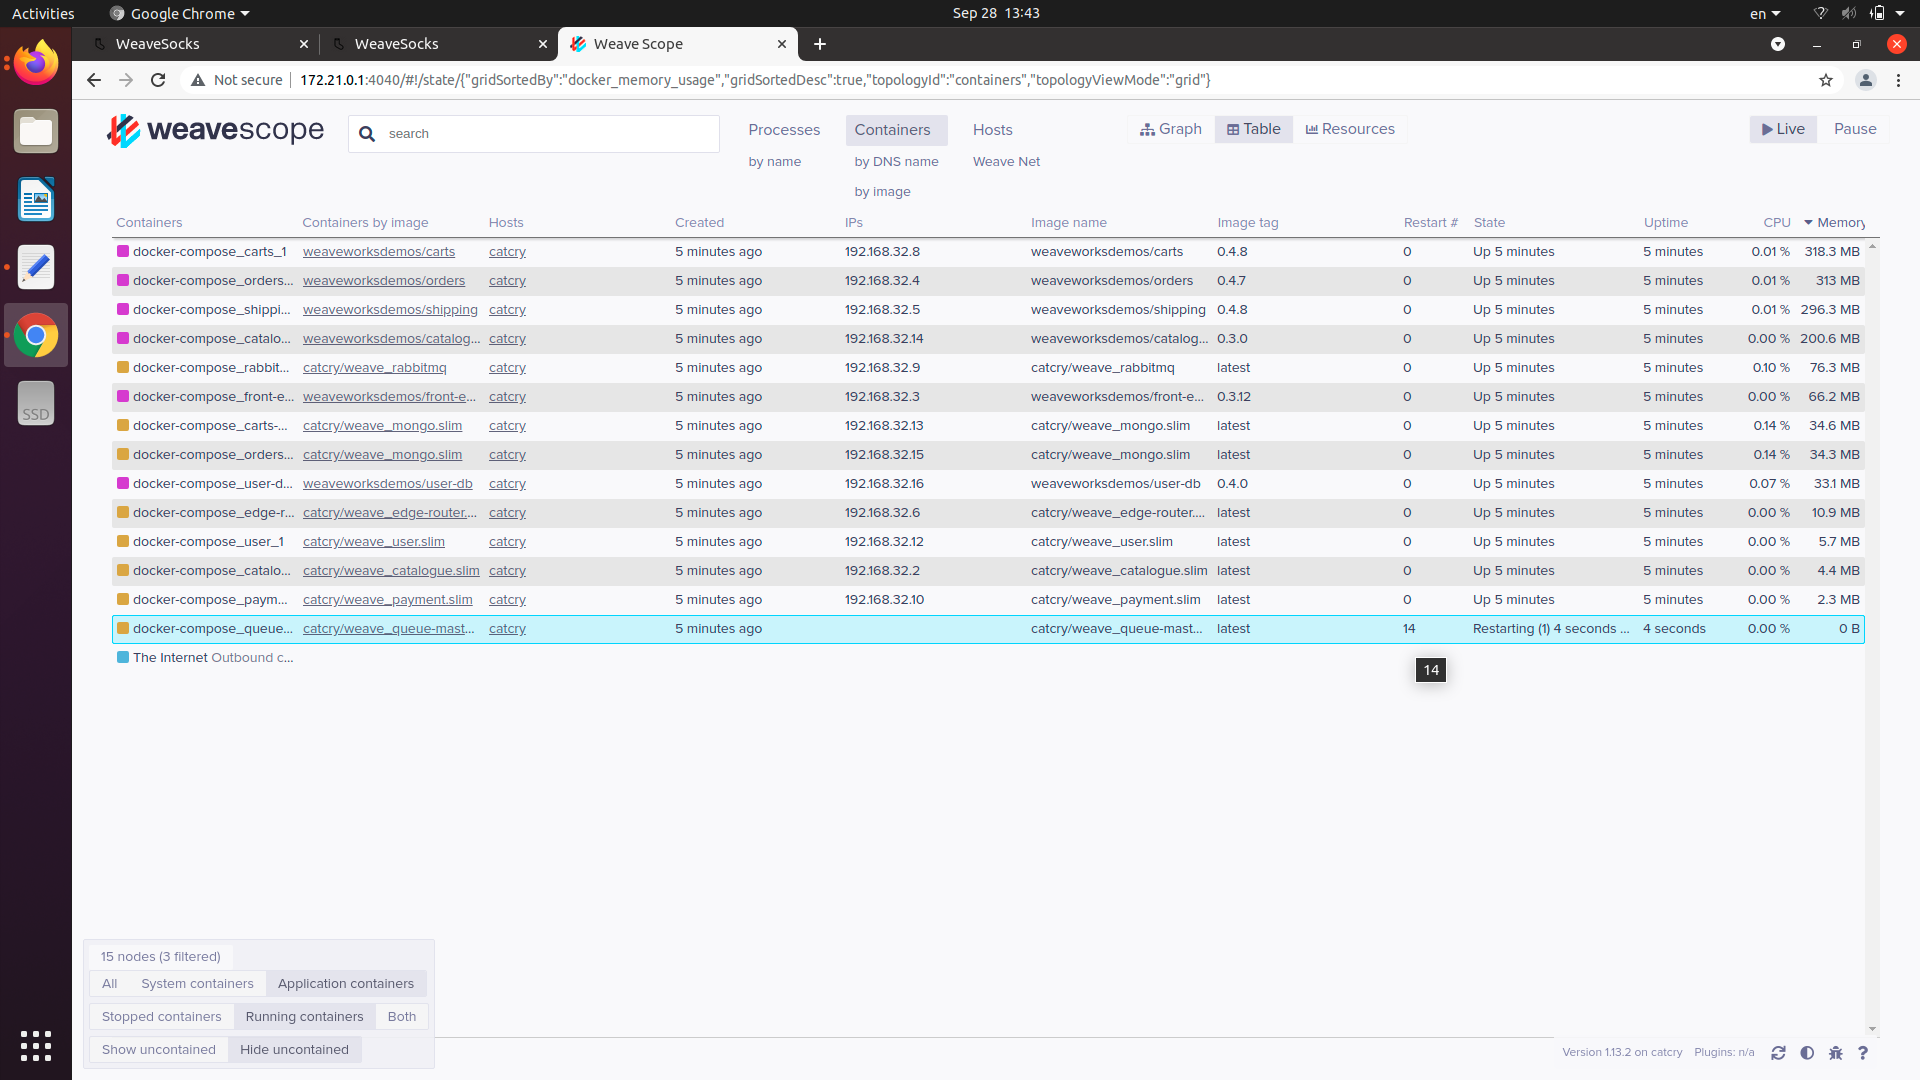 Activities Google Chrome Sep 28 13:43 en
WeaveSocks WeaveSocks Weave Scope
Not secure 172.21.0.1:4040/#!/state/{"gridSortedBy":"docker_memory_usage","gridSortedDesc":true,"topologyId":"containers","topologyViewMode":"grid"}
weavescope search Processes Containers Hosts Graph Table Resources Live Pause
by name by DNS name Weave Net
by image
Containers Containers by image Hosts Created IPs Image name Image tag Restart # State Uptime CPU Memory
docker-compose_carts_1 weaveworksdemos/carts catcry 5 minutes ago 192.168.32.8 weaveworksdemos/carts 0.4.8 0 Up 5 minutes 5 minutes 0.01 % 318.3 MB
docker-compose_orders... weaveworksdemos/orders catcry 5 minutes ago 192.168.32.4 weaveworksdemos/orders 0.4.7 0 Up 5 minutes 5 minutes 0.01 % 313 MB
docker-compose_shippi... weaveworksdemos/shipping catcry 5 minutes ago 192.168.32.5 weaveworksdemos/shipping 0.4.8 0 Up 5 minutes 5 minutes 0.01 % 296.3 MB
docker-compose_catalo... weaveworksdemos/catalog... catcry 5 minutes ago 192.168.32.14 weaveworksdemos/catalog... 0.3.0 0 Up 5 minutes 5 minutes 0.00 % 200.6 MB
docker-compose_rabbit... catcry/weave_rabbitmq catcry 5 minutes ago 192.168.32.9 catcry/weave_rabbitmq latest 0 Up 5 minutes 5 minutes 0.10 % 76.3 MB
docker-compose_front-e... weaveworksdemos/front-e... catcry 5 minutes ago 192.168.32.3 weaveworksdemos/front-e... 0.3.12 0 Up 5 minutes 5 minutes 0.00 % 66.2 MB
docker-compose_carts-... catcry/weave_mongo.slim catcry 5 minutes ago 192.168.32.13 catcry/weave_mongo.slim latest 0 Up 5 minutes 5 minutes 0.14 % 34.6 MB
docker-compose_orders... catcry/weave_mongo.slim catcry 5 minutes ago 192.168.32.15 catcry/weave_mongo.slim latest 0 Up 5 minutes 5 minutes 0.14 % 34.3 MB
docker-compose_user-d... weaveworksdemos/user-db catcry 5 minutes ago 192.168.32.16 weaveworksdemos/user-db 0.4.0 0 Up 5 minutes 5 minutes 0.07 % 33.1 MB
docker-compose_edge-r... catcry/weave_edge-router.... catcry 5 minutes ago 192.168.32.6 catcry/weave_edge-router.... latest 0 Up 5 minutes 5 minutes 0.00 % 10.9 MB
docker-compose_user_1 catcry/weave_user.slim catcry 5 minutes ago 192.168.32.12 catcry/weave_user.slim latest 0 Up 5 minutes 5 minutes 0.00 % 5.7 MB
docker-compose_catalo... catcry/weave_catalogue.slim catcry 5 minutes ago 192.168.32.2 catcry/weave_catalogue.slim latest 0 Up 5 minutes 5 minutes 0.00 % 4.4 MB
docker-compose_paym... catcry/weave_payment.slim catcry 5 minutes ago 192.168.32.10 catcry/weave_payment.slim latest 0 Up 5 minutes 5 minutes 0.00 % 2.3 MB
docker-compose_queue... catcry/weave_queue-mast... catcry 5 minutes ago catcry/weave_queue-mast... latest 14 Restarting (1) 4 seconds ... 4 seconds 0.00 % 0 B
The Internet Outbound c...
14
SSD
15 nodes (3 filtered)
All System containers Application containers
Stopped containers Running containers Both
Show uncontained Hide uncontained
Version 1.13.2 on catcry Plugins: n/a